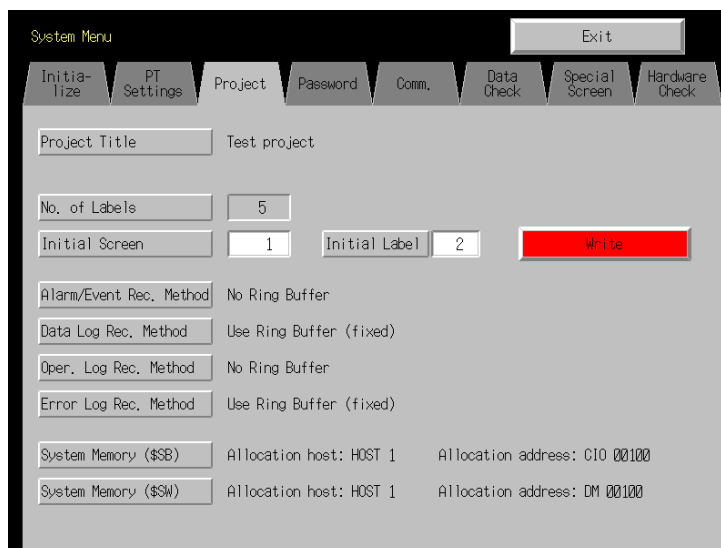 System Menu
Exit
Initia-
lize
PT
Settings
Project
Password
Comm.
Data
Check
Special
Screen
Hardware
Check
Project Title
Test project
No. of Labels
5
Initial Screen
1
Initial Label
2
Write
Alarm/Event Rec. Method
No Ring Buffer
Data Log Rec. Method
Use Ring Buffer (fixed)
Oper. Log Rec. Method
No Ring Buffer
Error Log Rec. Method
Use Ring Buffer (fixed)
System Memory ($SB)
Allocation host: HOST 1
Allocation address: CIO 00100
System Memory ($SW)
Allocation host: HOST 1
Allocation address: DM 00100